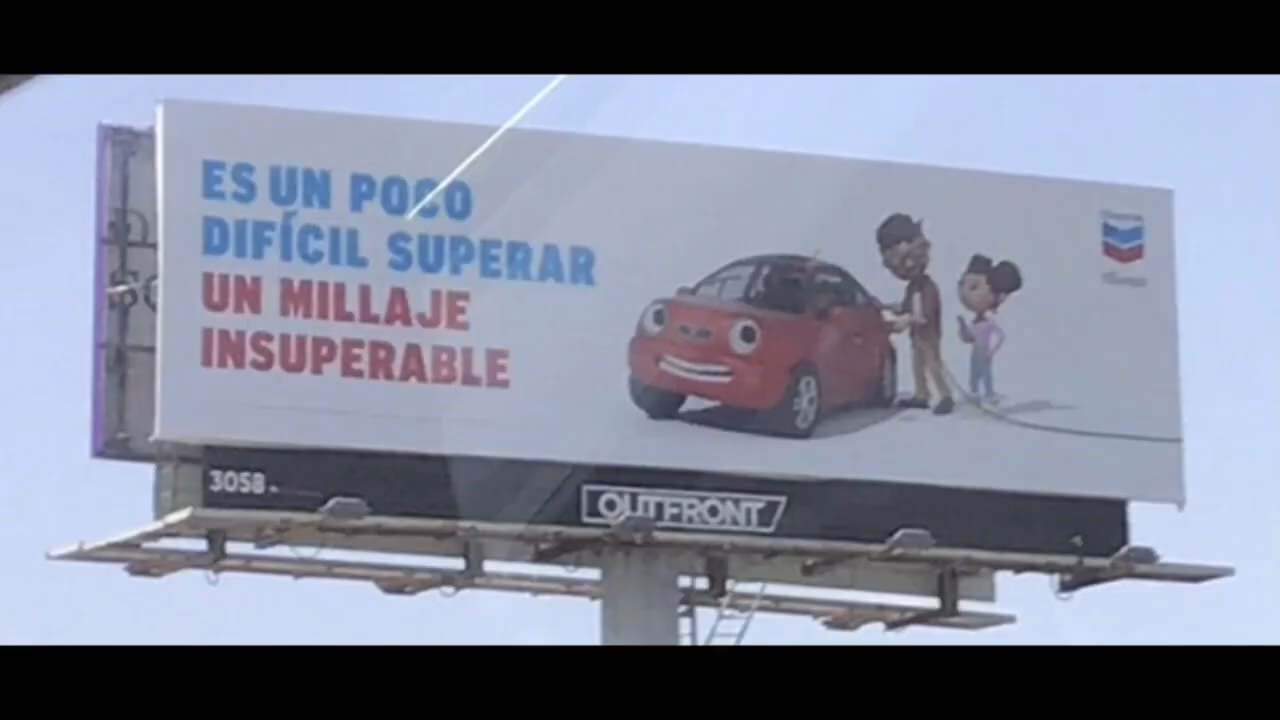 ES UN POCO
DIFÍCIL SUPERAR
UN MILLAJE
INSUPERABLE
3058
OUTFRONT